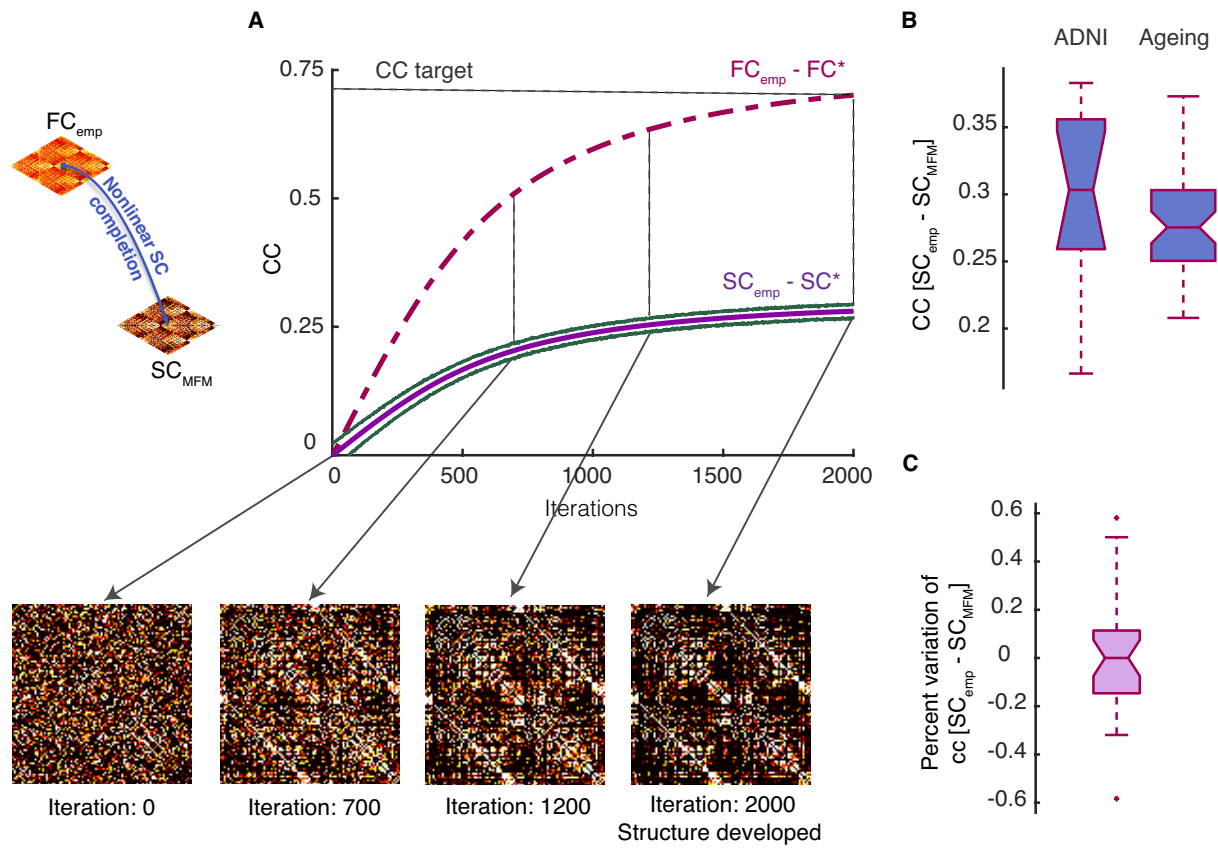 A
FC_emp
Nonlinear SC
completion
SC_MFM
0.75
CC target
FC_emp - FC*
0.5
CC
SC_emp - SC*
0.25
0
0 500 1000 1500 2000
Iterations
Iteration: 0
Iteration: 700
Iteration: 1200
Iteration: 2000
Structure developed
B
ADNI Ageing
CC [SC_emp - SC_MFM]
0.35
0.3
0.25
0.2
C
Percent variation of
cc [SC_emp - SC_MFM]
0.6
0.4
0.2
0
-0.2
-0.4
-0.6